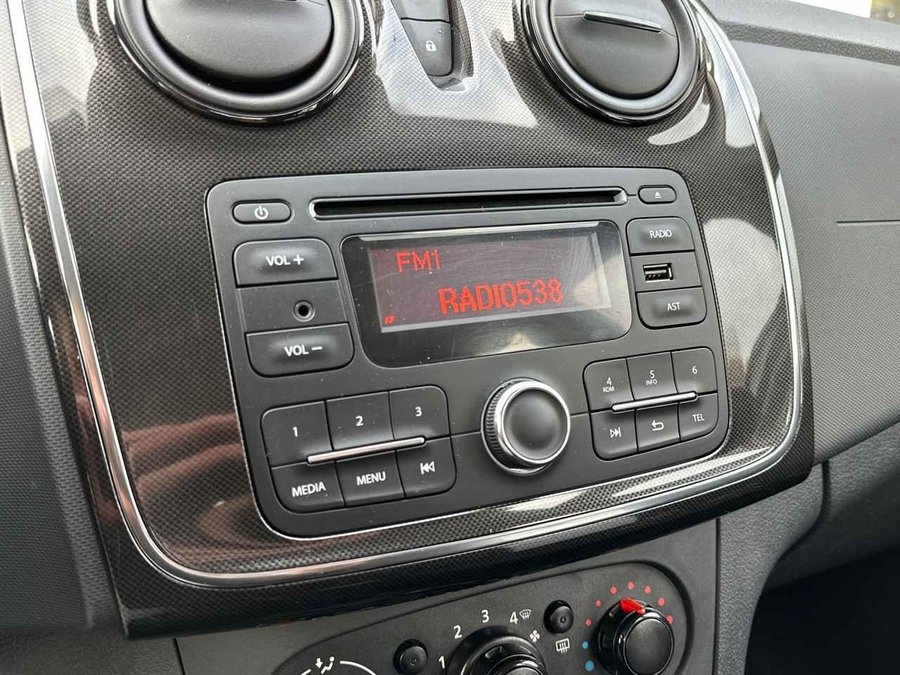 VOL +
RADIO
FM1
RADIO538
AF
AST
VOL −
1
2
3
4
RDM
5
INFO
6
MEDIA
MENU
TEL
1
2
3
4